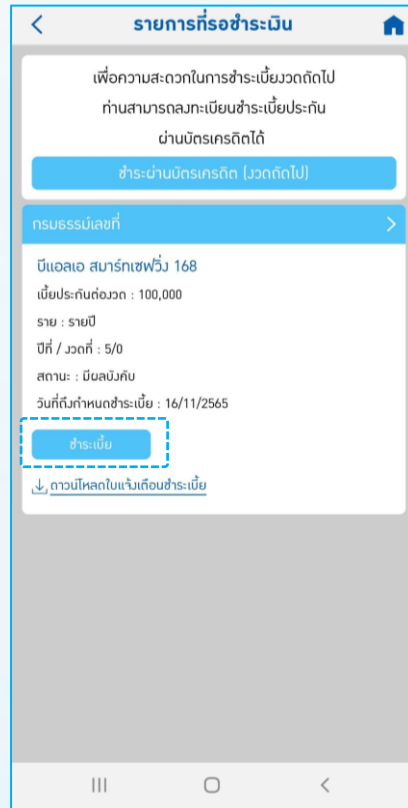 รายการที่รอชำระเงิน
เพื่อความสะดวกในการชำระเบี้ยงวดถัดไป
ท่านสามารถลงทะเบียนชำระเบี้ยประกัน
ผ่านบัตรเครดิตได้
ชำระผ่านบัตรเครดิต (งวดถัดไป)
กรมธรรม์เลขที่
บีแอลเอ สมาร์ทเซฟวิ่ง 168
เบี้ยประกันต่องวด : 100,000
ราย : รายปี
ปีที่ / งวดที่ : 5/0
สถานะ : มีผลบังคับ
วันที่ถึงกำหนดชำระเบี้ย : 16/11/2565
ชำระเบี้ย
ดาวน์โหลดใบแจ้งเตือนชำระเบี้ย